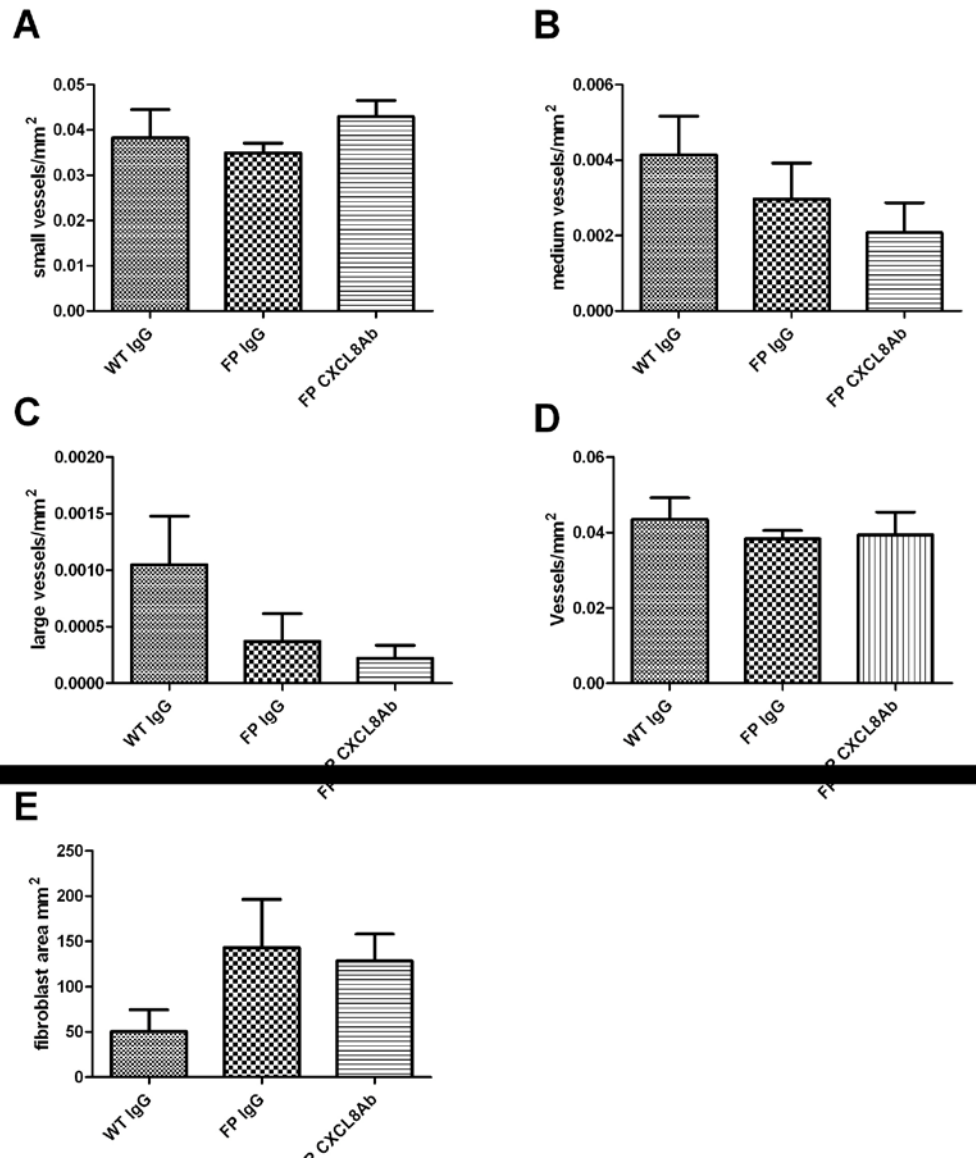 A
small vessels/mm2
0.05
0.04
0.03
0.02
0.01
0.00
WT IgG
FP IgG
FP CXCL8Ab
B
medium vessels/mm2
0.006
0.004
0.002
0.000
WT IgG
FP IgG
FP CXCL8Ab
C
large vessels/mm2
0.0020
0.0015
0.0010
0.0005
0.0000
WT IgG
FP IgG
CXCL8Ab
D
Vessels/mm2
0.06
0.04
0.02
0.00
WT IgG
FP IgG
CXCL8Ab
E
fibroblast area mm2
250
200
150
100
50
0
WT IgG
FP IgG
CXCL8Ab